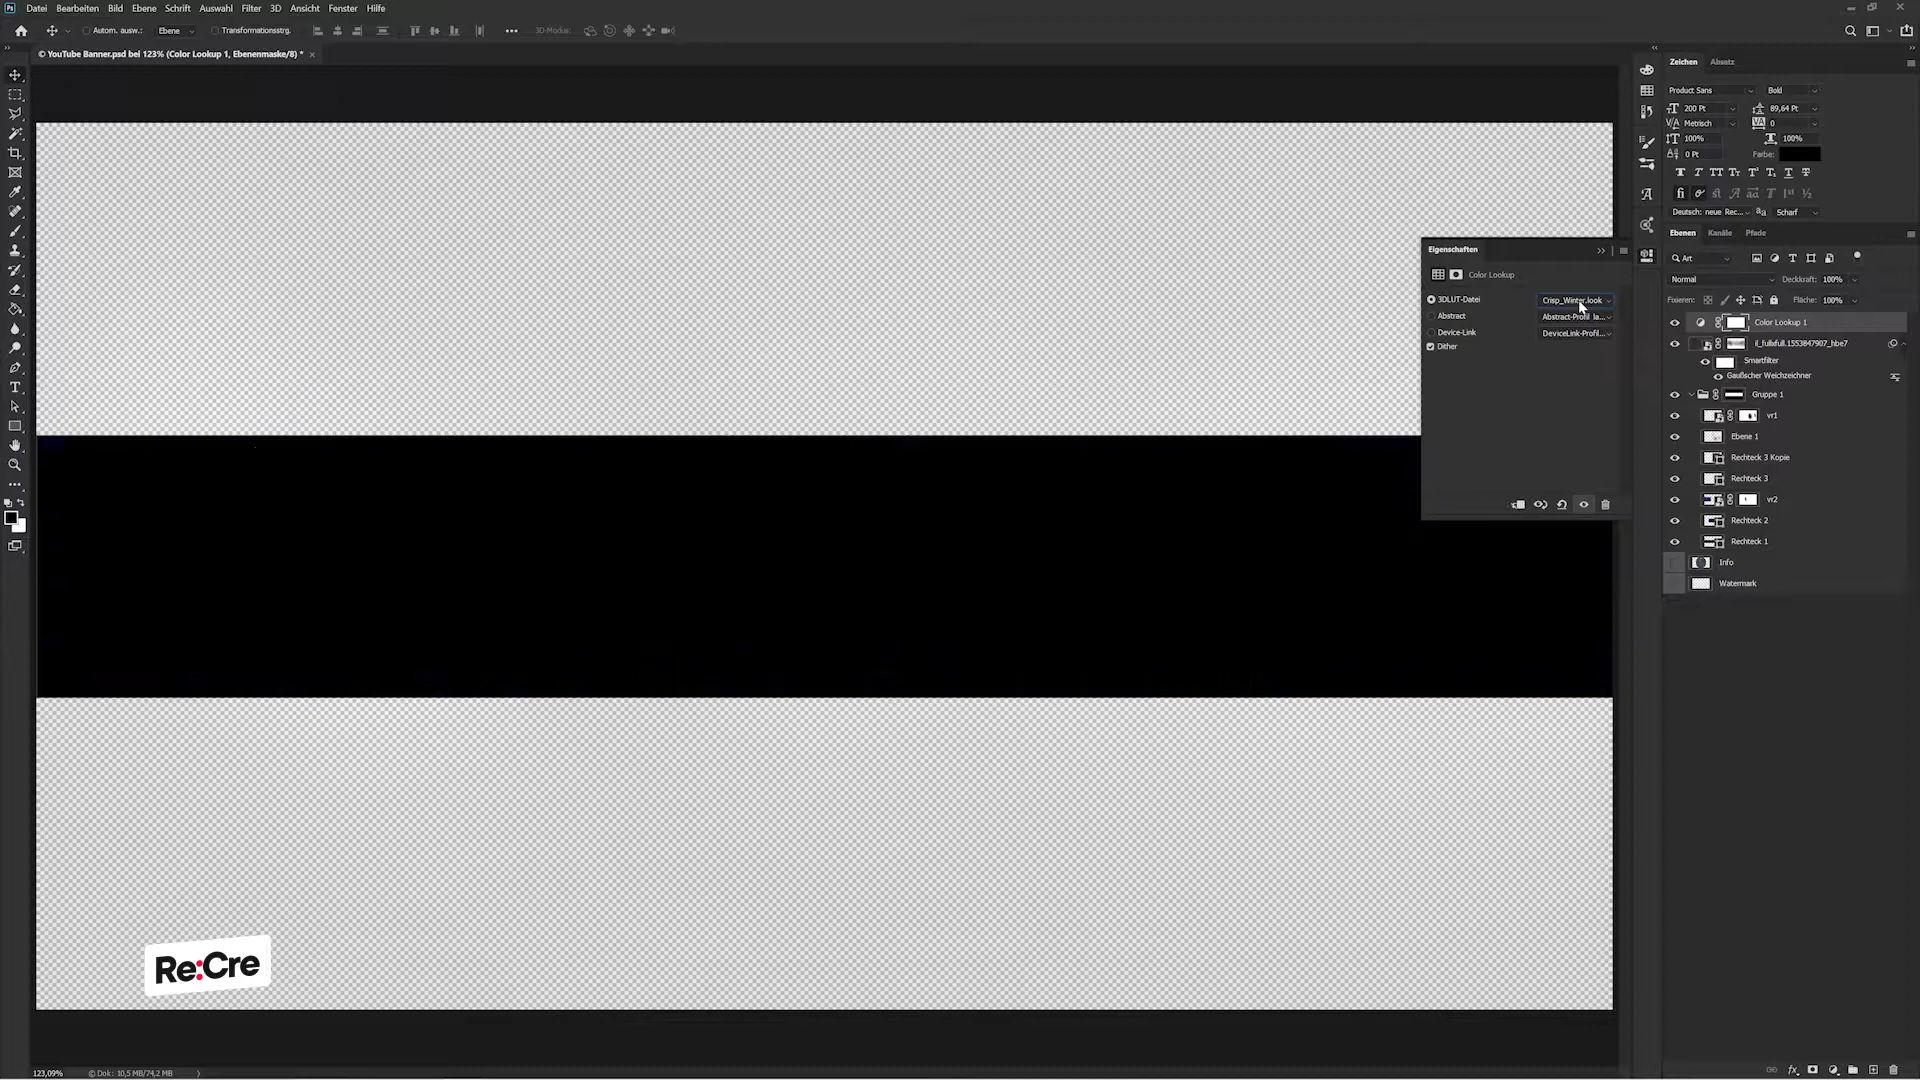 Ps Datei Bearbeiten Bild Ebene Schrift Auswahl Filter 3D Ansicht Fenster Hilfe
Autom. ausw.: Ebene Transformationsstrg. 3D-Modus:
© YouTube Banner.psd bei 123% (Color Lookup 1, Ebenenmaske/8) *
Zeichen Absatz
Product Sans Bold
200 Pt 89,64 Pt
Metrisch 0
100% 100%
0 Pt Farbe:
Deutsch: neue Rec... Scharf
Ebenen Kanäle Pfade
Art
Normal Deckkraft: 100%
Fixieren: Fläche: 100%
Eigenschaften
Color Lookup
3DLUT-Datei Crisp_Winter.look
Abstract Abstract-Profil la...
Device-Link DeviceLink-Profil...
Dither
Color Lookup 1
il_fullxfull.1553847907_hbe7
Smartfilter
Gaußscher Weichzeichner
Gruppe 1
vr1
Ebene 1
Rechteck 3 Kopie
Rechteck 3
vr2
Rechteck 2
Rechteck 1
Info
Watermark
Re:Cre
123,09% Dok: 10,5 MB/74,2 MB